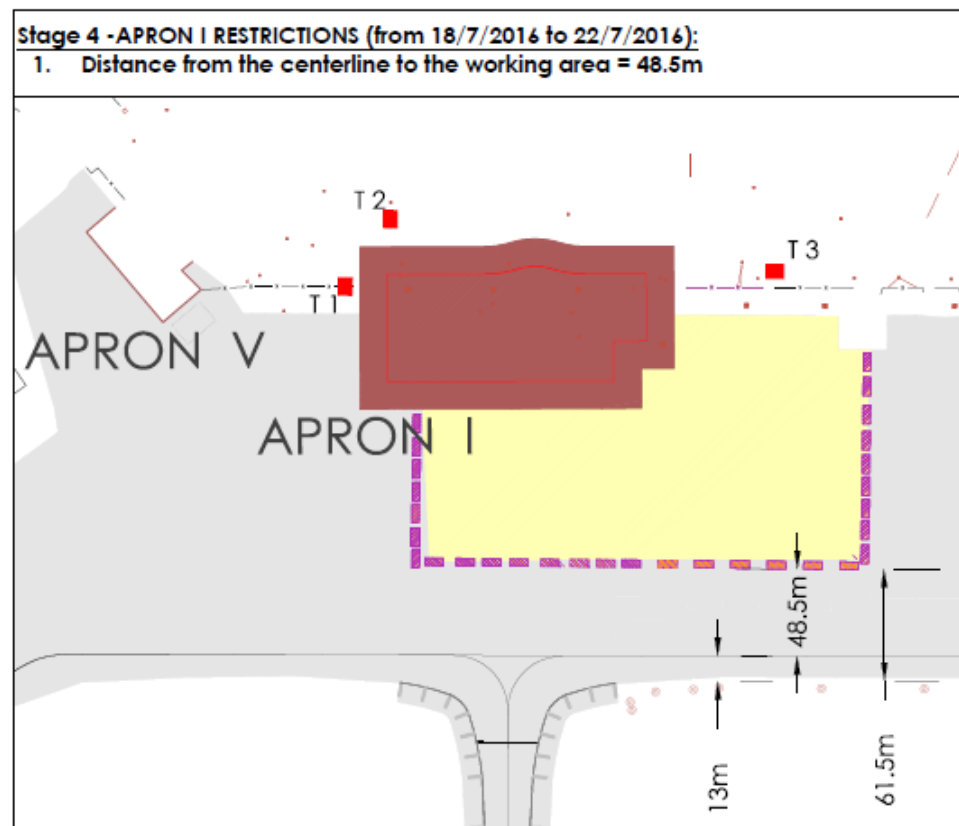 Stage 4 -APRON I RESTRICTIONS (from 18/7/2016 to 22/7/2016):
1. Distance from the centerline to the working area = 48.5m
T 2
T 3
T 1
APRON V
APRON I
48.5m
13m
61.5m